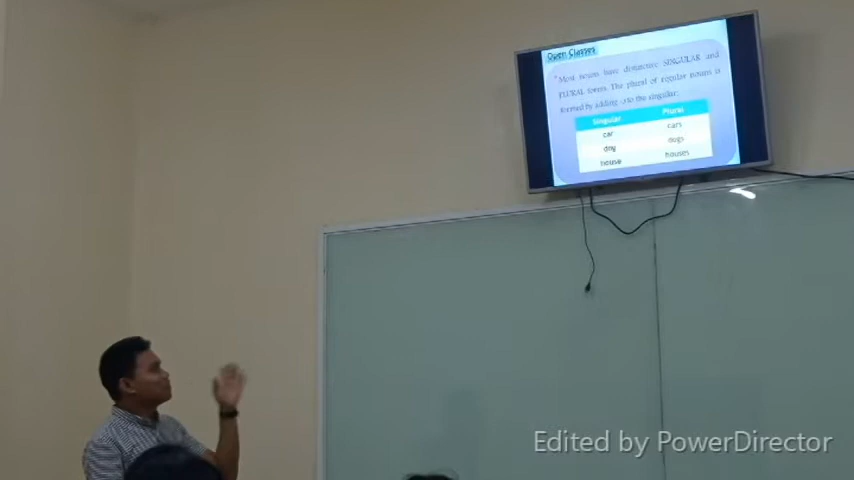 Open Classes
Most nouns have distinctive SINGULAR and
PLURAL forms. The plural of regular nouns is
formed by adding -s to the singular:
Singular Plural
car cars
dog dogs
house houses
Edited by PowerDirector